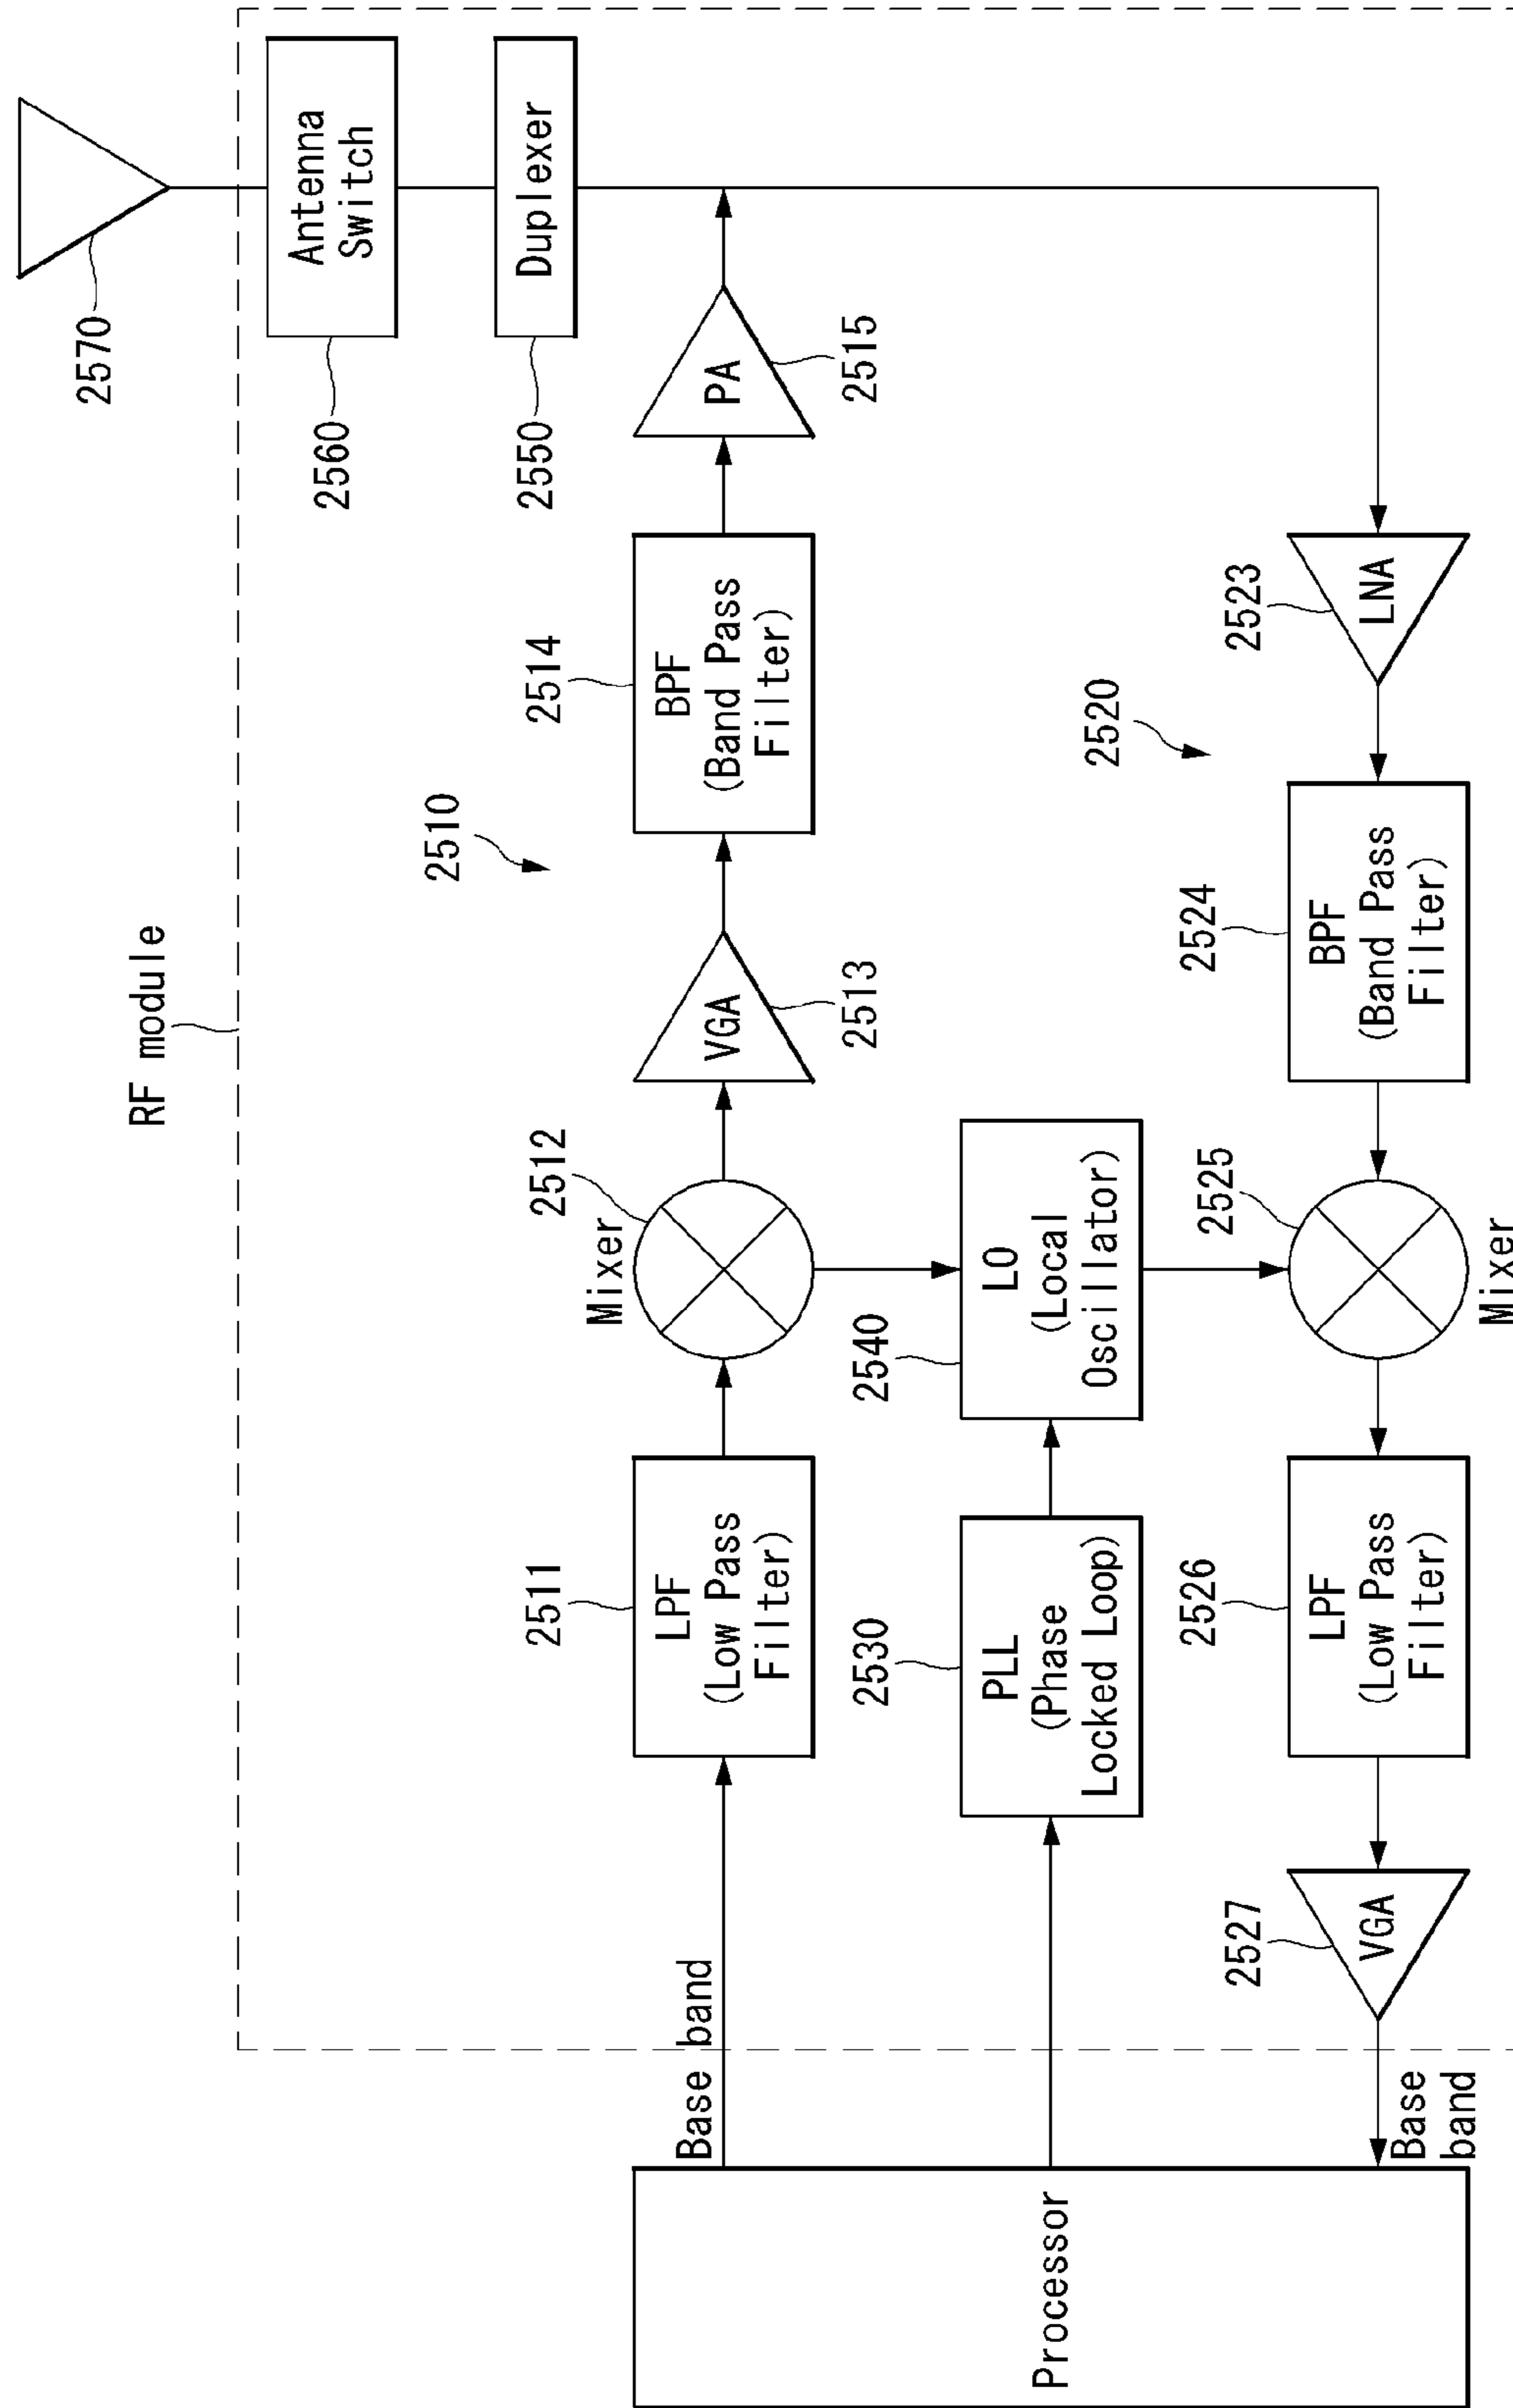 RF module
2570
Antenna
Switch
2560
Duplexer
2550
2510
Base band
LPF
(Low Pass
Filter)
2511
Mixer
2512
VGA
2513
BPF
(Band Pass
Filter)
2514
PA
2515
Processor
PLL
(Phase
Locked Loop)
2530
LO
(Local
Oscillator)
2540
2520
Base
band
VGA
2527
LPF
(Low Pass
Filter)
2526
Mixer
2525
BPF
(Band Pass
Filter)
2524
LNA
2523